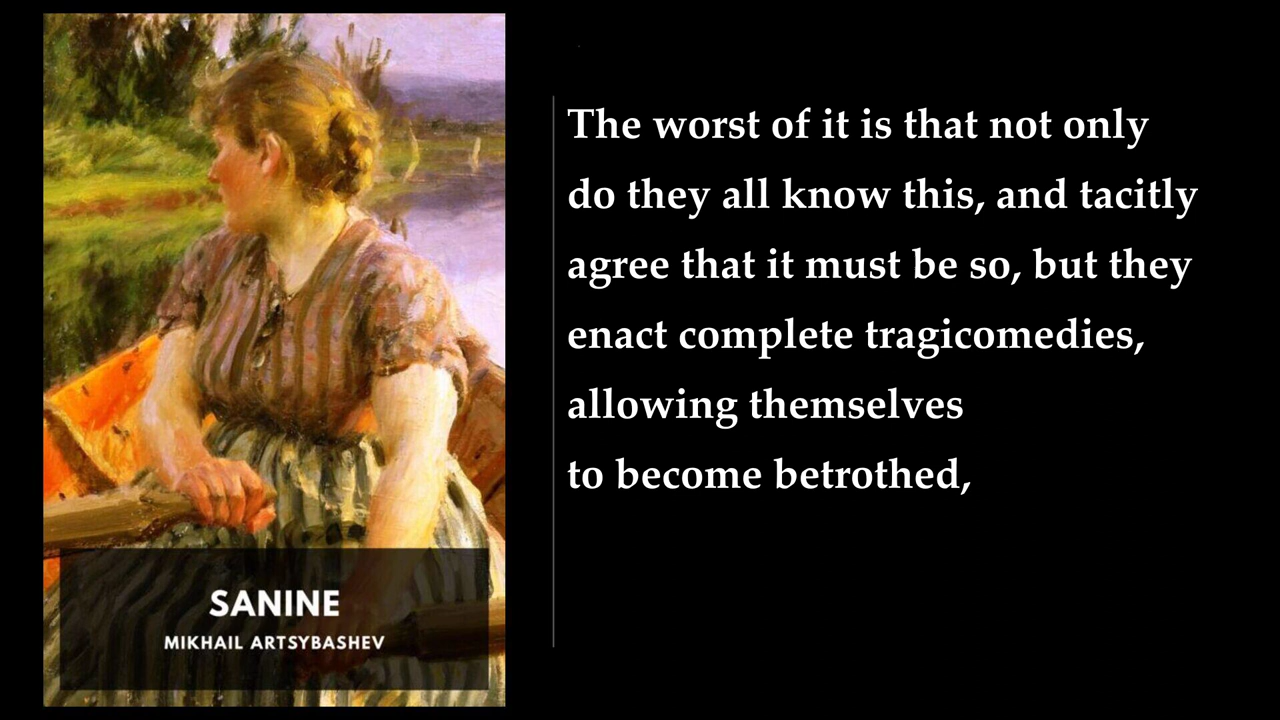 SANINE
MIKHAIL ARTSYBASHEV
The worst of it is that not only
do they all know this, and tacitly
agree that it must be so, but they
enact complete tragicomedies,
allowing themselves
to become betrothed,